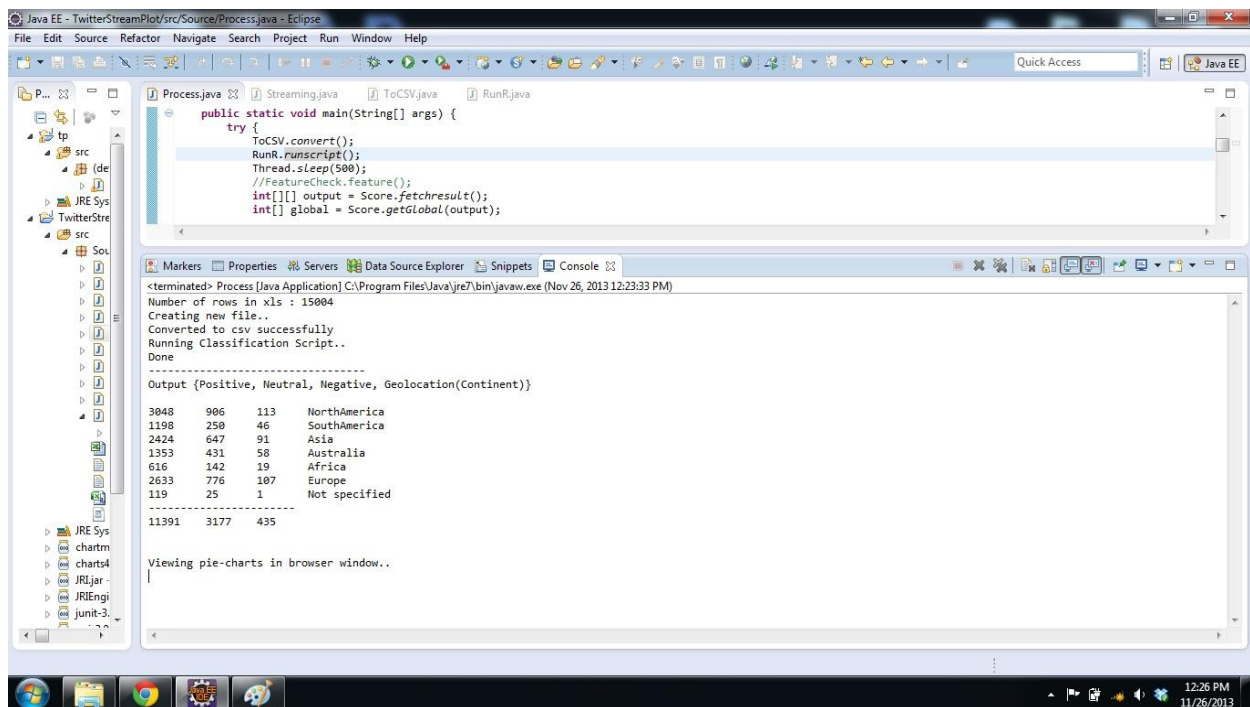 Java EE - TwitterStreamPlot/src/Source/Process.java - Eclipse
File Edit Source Refactor Navigate Search Project Run Window Help
Quick Access
Java EE
P...
Process.java Streaming.java ToCSV.java RunR.java
public static void main(String[] args) {
try {
ToCSV.convert();
RunR.runscript();
Thread.sleep(500);
//FeatureCheck.feature();
int[][] output = Score.fetchresult();
int[] global = Score.getGlobal(output);
tp
src
(de
JRE Sys
TwitterStre
src
Sou
JRE Sys
chartm
charts4
JRI.jar -
JRIEngi
junit-3.
Markers Properties Servers Data Source Explorer Snippets Console
<terminated> Process [Java Application] C:\Program Files\Java\jre7\bin\javaw.exe (Nov 26, 2013 12:23:33 PM)
Number of rows in xls : 15004
Creating new file..
Converted to csv successfully
Running Classification Script..
Done
----------------------------------
Output {Positive, Neutral, Negative, Geolocation(Continent)}
3048 906 113 NorthAmerica
1198 250 46 SouthAmerica
2424 647 91 Asia
1353 431 58 Australia
616 142 19 Africa
2633 776 107 Europe
119 25 1 Not specified
-----------------------
11391 3177 435
Viewing pie-charts in browser window..
12:26 PM
11/26/2013